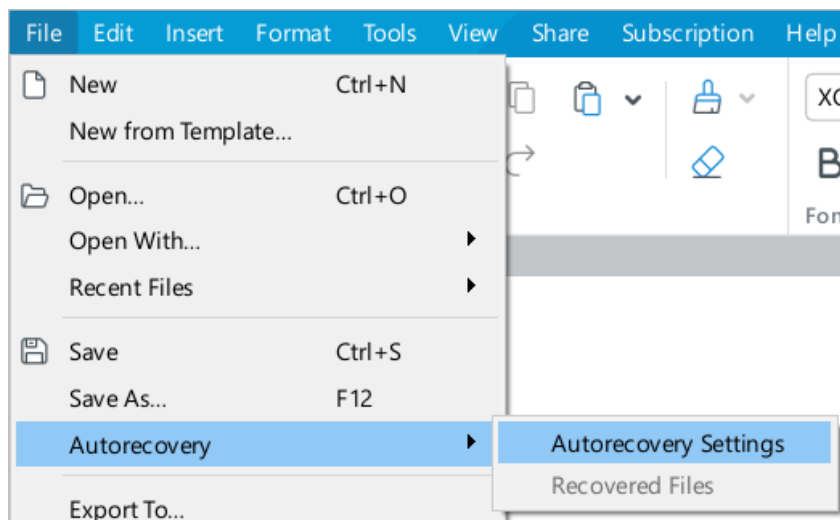 File Edit Insert Format Tools View Share Subscription Help
New Ctrl+N
New from Template...
Open... Ctrl+O
Open With...
Recent Files
Save Ctrl+S
Save As... F12
Autorecovery
Autorecovery Settings
Recovered Files
Export To...